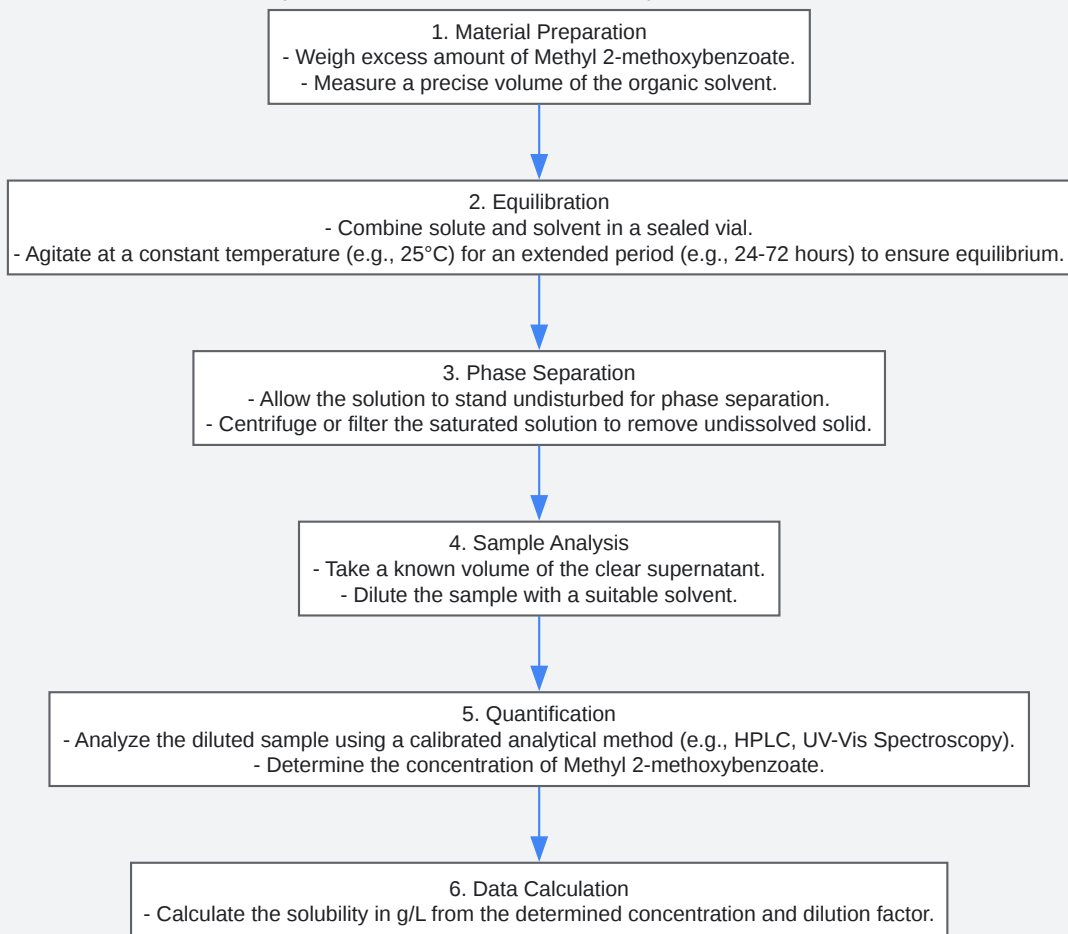 1. Material Preparation
- Weigh excess amount of Methyl 2-methoxybenzoate.
- Measure a precise volume of the organic solvent.
2. Equilibration
- Combine solute and solvent in a sealed vial.
- Agitate at a constant temperature (e.g., 25°C) for an extended period (e.g., 24-72 hours) to ensure equilibrium.
3. Phase Separation
- Allow the solution to stand undisturbed for phase separation.
- Centrifuge or filter the saturated solution to remove undissolved solid.
4. Sample Analysis
- Take a known volume of the clear supernatant.
- Dilute the sample with a suitable solvent.
5. Quantification
- Analyze the diluted sample using a calibrated analytical method (e.g., HPLC, UV-Vis Spectroscopy).
- Determine the concentration of Methyl 2-methoxybenzoate.
6. Data Calculation
- Calculate the solubility in g/L from the determined concentration and dilution factor.